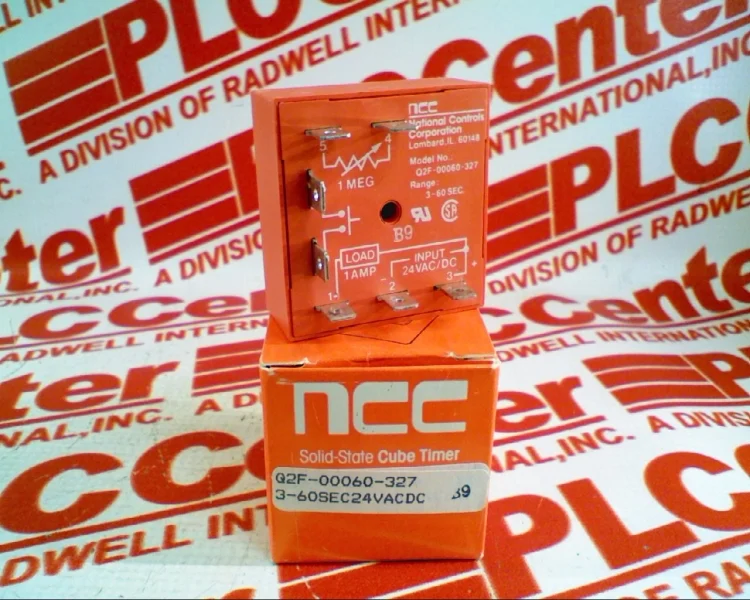 ncc
National Controls
Corporation
Lombard, IL 60148
Model No.:
Q2F-00060-327
Range:
3-60 SEC.
5
4
1 MEG
B9
LOAD
1 AMP
INPUT
24VAC/DC
1
2
3
+
ncc
Solid-State Cube Timer
Q2F-00060-327
3-60SEC24VACDC B9
PLCCenter
A DIVISION OF RADWELL INTERNATIONAL, INC.